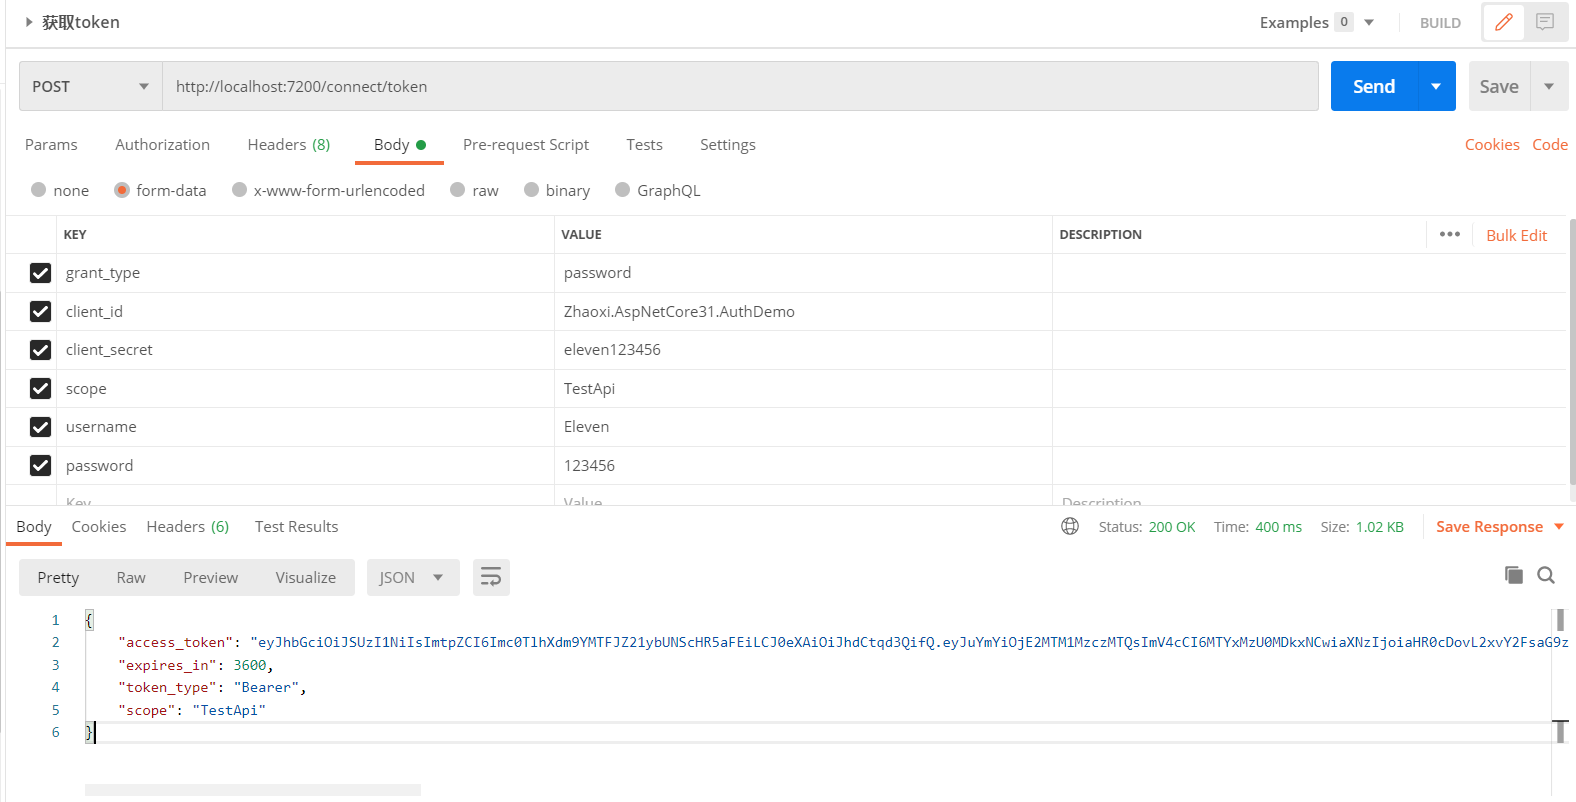 获取token
Examples 0
BUILD
POST
http://localhost:7200/connect/token
Send
Save
Params Authorization Headers (8) Body Pre-request Script Tests Settings Cookies Code
none form-data x-www-form-urlencoded raw binary GraphQL
KEY VALUE DESCRIPTION ••• Bulk Edit
grant_type password
client_id Zhaoxi.AspNetCore31.AuthDemo
client_secret eleven123456
scope TestApi
username Eleven
password 123456
Key Value Description
Body Cookies Headers (6) Test Results Status: 200 OK Time: 400 ms Size: 1.02 KB Save Response
Pretty Raw Preview Visualize JSON
1 {
2 "access_token": "eyJhbGciOiJSUzI1NiIsImtpZCI6Imc0TlhXdm9YMTFJZ21ybUNScHR5aFEiLCJ0eXAiOiJhdCtqd3QifQ.eyJuYmYiOjE2MTM1MzczMTQsImV4cCI6MTYxMzU0MDkxNCwiaXNzIjoiaHR0cDovL2xvY2FsaG9z
3 "expires_in": 3600,
4 "token_type": "Bearer",
5 "scope": "TestApi"
6 }